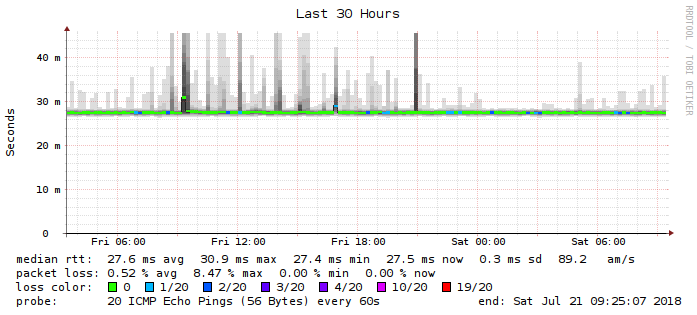 Last 30 Hours
RRDTOOL / TOBI OETIKER
Seconds
40 m
30 m
20 m
10 m
0
Fri 06:00 Fri 12:00 Fri 18:00 Sat 00:00 Sat 06:00
median rtt: 27.6 ms avg 30.9 ms max 27.4 ms min 27.5 ms now 0.3 ms sd 89.2 am/s
packet loss: 0.52 % avg 8.47 % max 0.00 % min 0.00 % now
loss color: 0 1/20 2/20 3/20 4/20 10/20 19/20
probe: 20 ICMP Echo Pings (56 Bytes) every 60s end: Sat Jul 21 09:25:07 2018